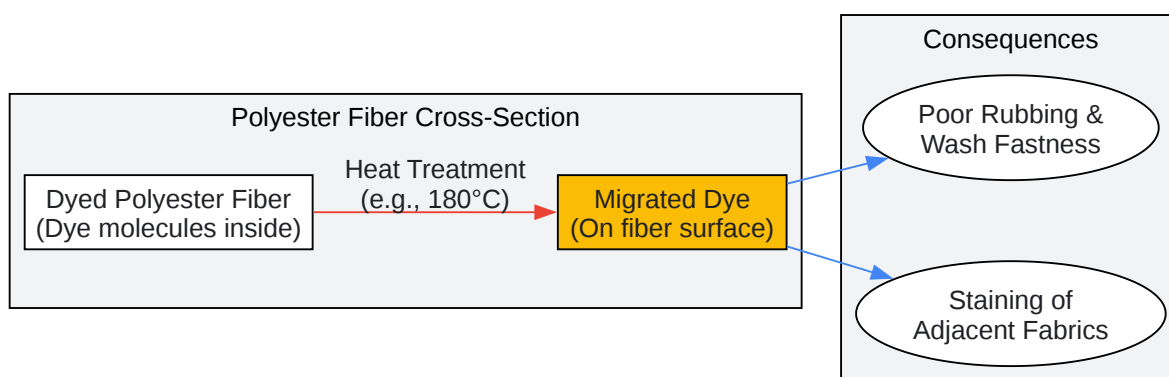 Polyester Fiber Cross-Section
Dyed Polyester Fiber
(Dye molecules inside)
Heat Treatment
(e.g., 180°C)
Migrated Dye
(On fiber surface)
Consequences
Poor Rubbing &
Wash Fastness
Staining of
Adjacent Fabrics